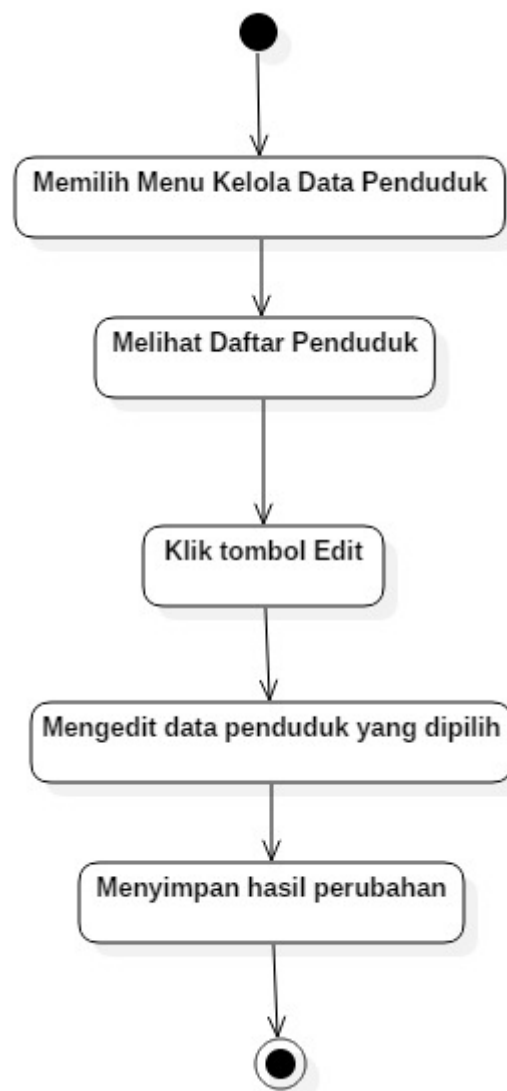 Memilih Menu Kelola Data Penduduk
Melihat Daftar Penduduk
Klik tombol Edit
Mengedit data penduduk yang dipilih
Menyimpan hasil perubahan